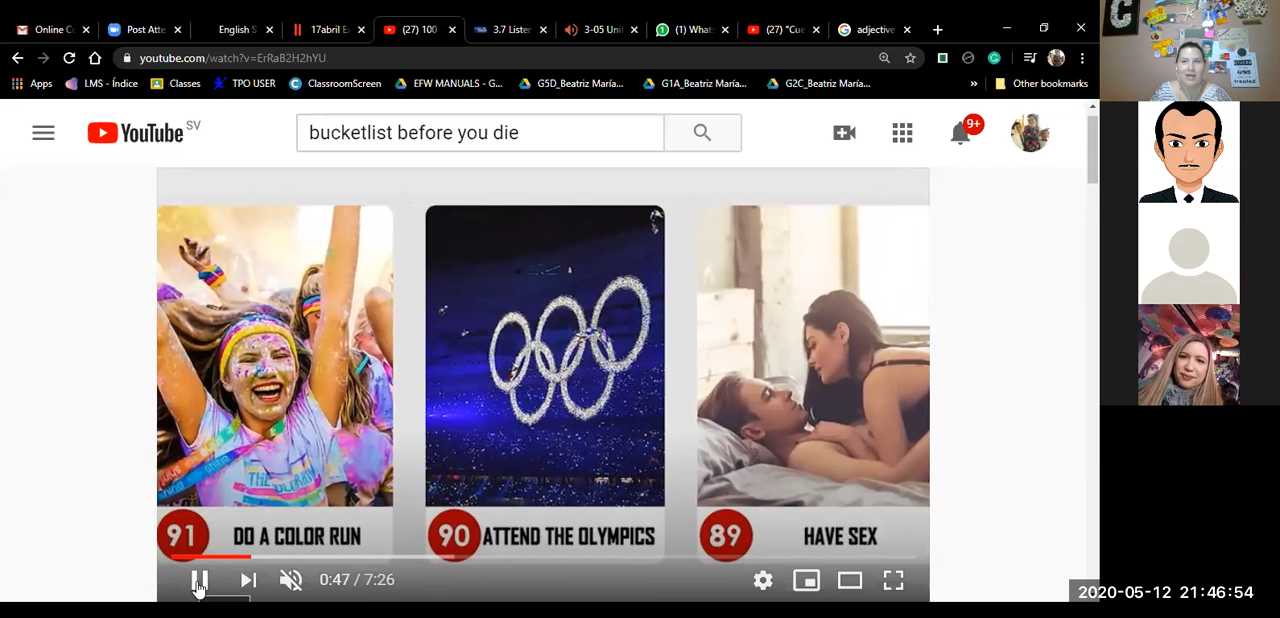 Online C
Post Atte
English S
17abril E
(27) 100
3.7 Lister
3-05 Unit
(1) What
(27) "Cue
adjective
youtube.com/watch?v=ErRaB2H2hYU
Apps
LMS - Índice
Classes
TPO USER
ClassroomScreen
EFW MANUALS - G...
G5D_Beatriz María...
G1A_Beatriz María...
G2C_Beatriz María...
»
Other bookmarks
YouTube SV
bucketlist before you die
9+
91 DO A COLOR RUN
90 ATTEND THE OLYMPICS
89 HAVE SEX
0:47 / 7:26
2020-05-12 21:46:54